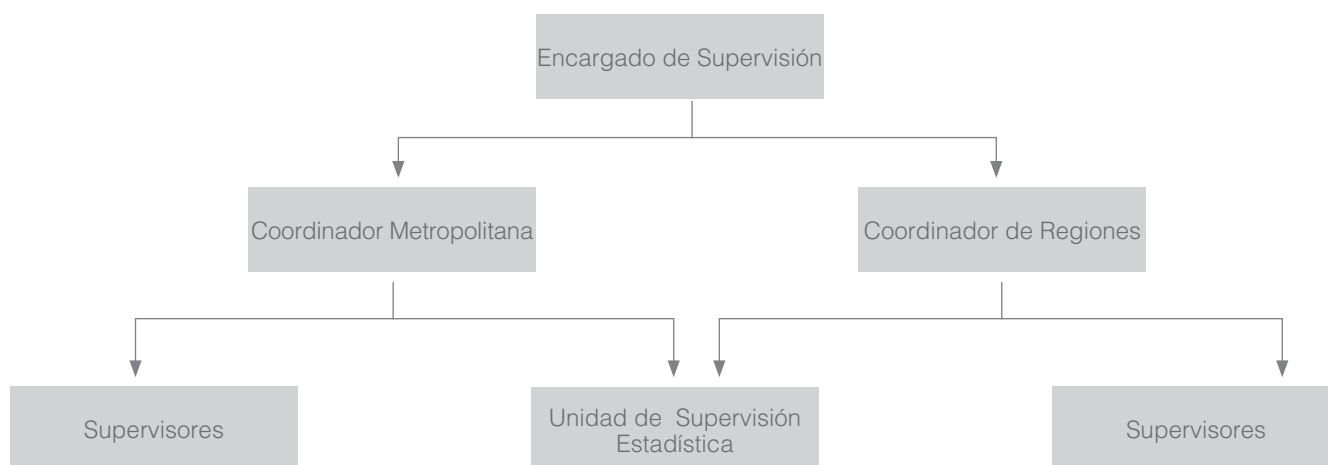 Encargado de Supervisión
Coordinador Metropolitana
Coordinador de Regiones
Supervisores
Unidad de Supervisión
Estadística
Supervisores